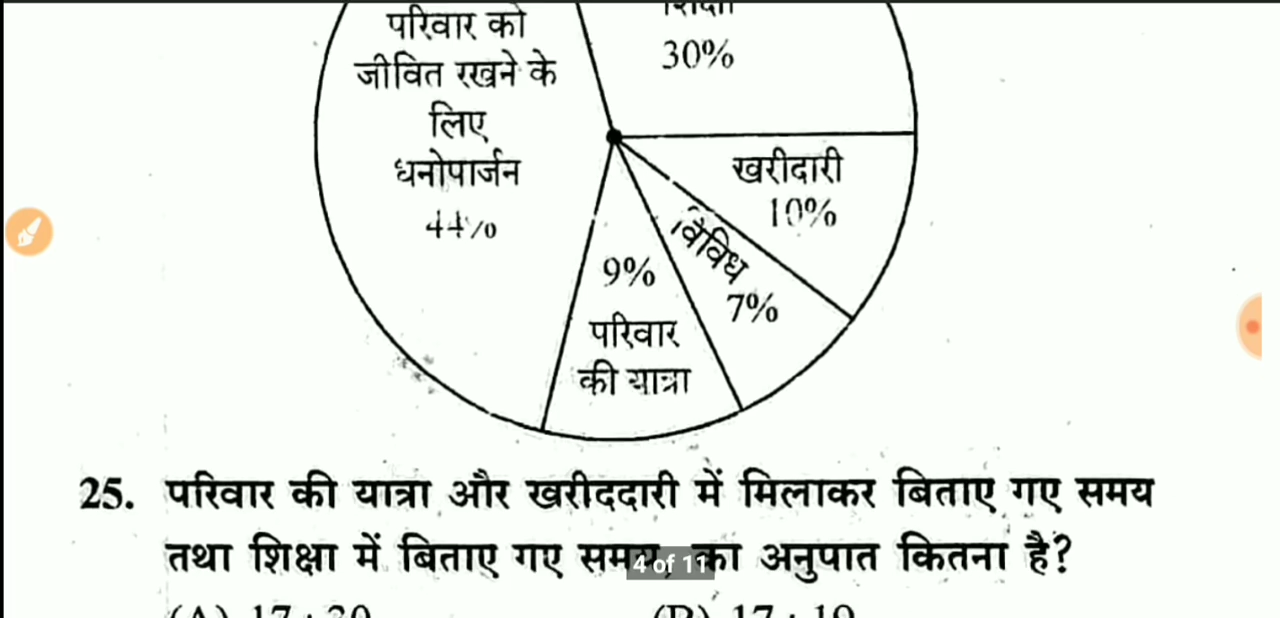 परिवार को
जीवित रखने के
लिए
धनोपार्जन
44%
30%
खरीदारी
10%
विविध
7%
9%
परिवार
की यात्रा
25. परिवार की यात्रा और खरीददारी में मिलाकर बिताए गए समय
तथा शिक्षा में बिताए गए समय का अनुपात कितना है?
4 of 11